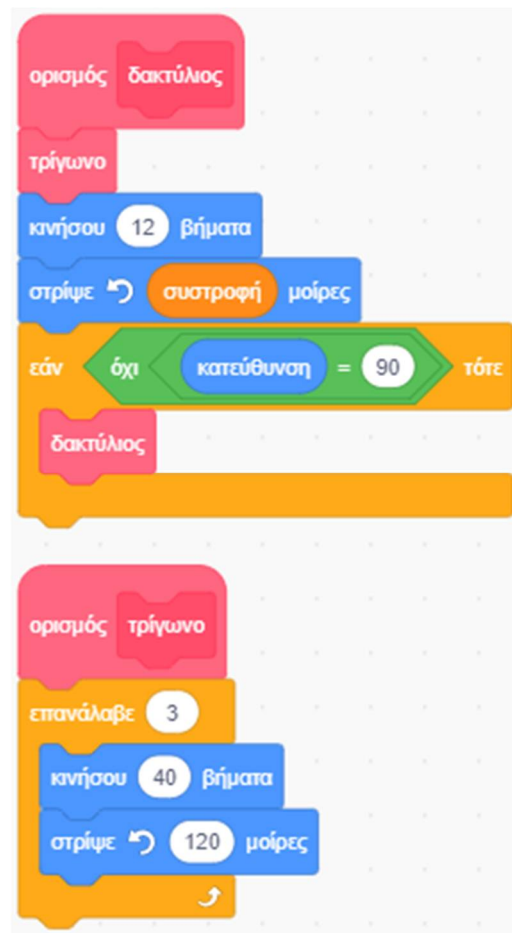 ορισμός δακτύλιος
τρίγωνο
κινήσου 12 βήματα
στρίψε συστροφή μοίρες
εάν όχι κατεύθυνση = 90 τότε
δακτύλιος
ορισμός τρίγωνο
επανάλαβε 3
κινήσου 40 βήματα
στρίψε 120 μοίρες